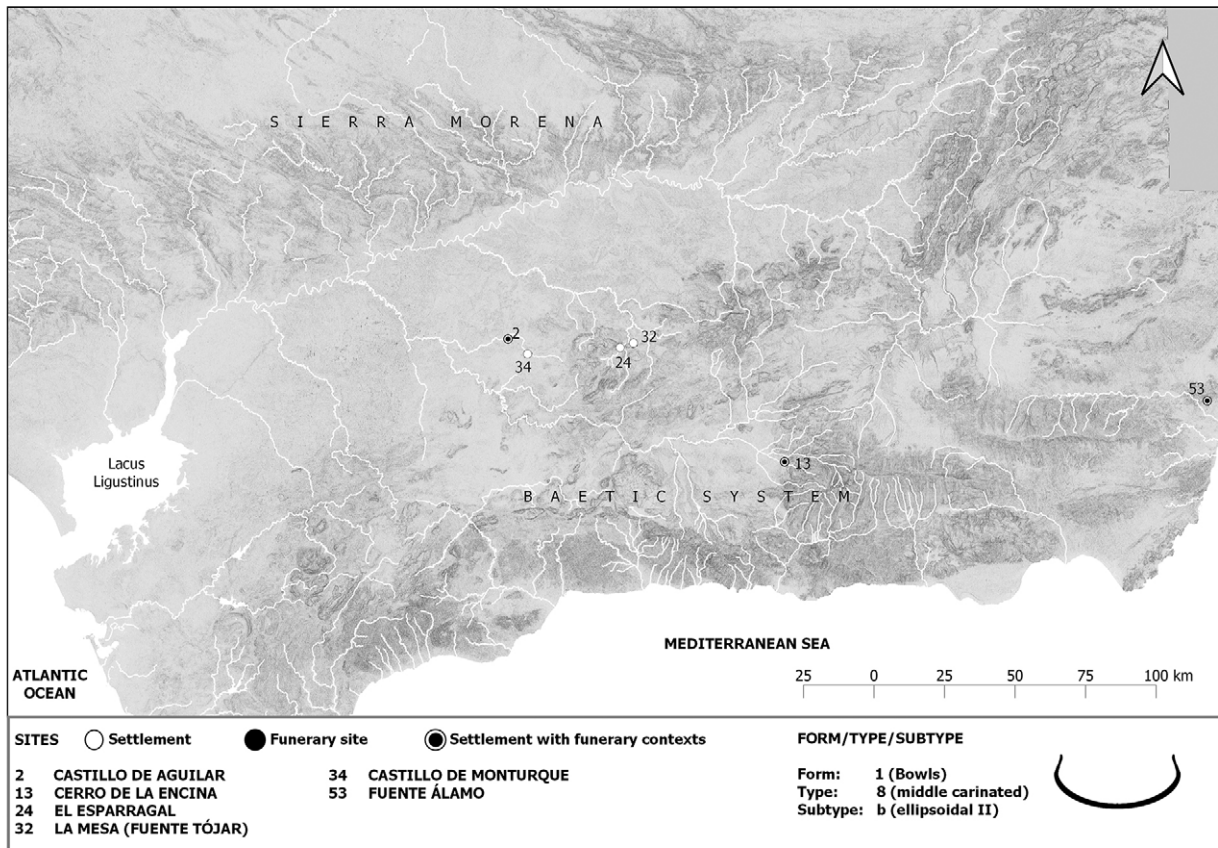 SIERRA MORENA
2
32
34
24
53
Lacus
Ligustinus
13
BAETIC SYSTEM
MEDITERRANEAN SEA
ATLANTIC
OCEAN
25 0 25 50 75 100 km
SITES Settlement Funerary site Settlement with funerary contexts
2 CASTILLO DE AGUILAR
13 CERRO DE LA ENCINA
24 EL ESPARRAGAL
32 LA MESA (FUENTE TÓJAR)
34 CASTILLO DE MONTURQUE
53 FUENTE ÁLAMO
FORM/TYPE/SUBTYPE
Form: 1 (Bowls)
Type: 8 (middle carinated)
Subtype: b (ellipsoidal II)